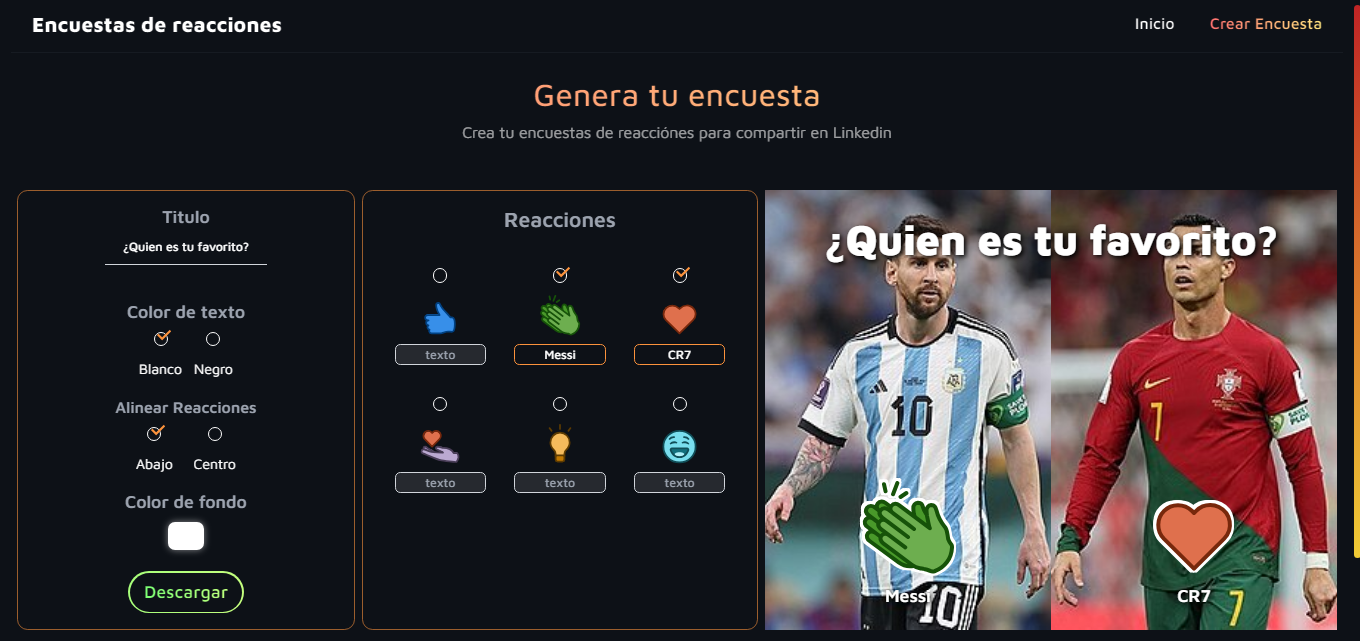 Encuestas de reacciones
Inicio
Crear Encuesta
Genera tu encuesta
Crea tu encuestas de reacciónes para compartir en Linkedin
Titulo
¿Quien es tu favorito?
Color de texto
Blanco Negro
Alinear Reacciones
Abajo Centro
Color de fondo
Descargar
Reacciones
texto Messi CR7
texto texto texto
¿Quien es tu favorito?
10
7
Messi
10
CR7
7